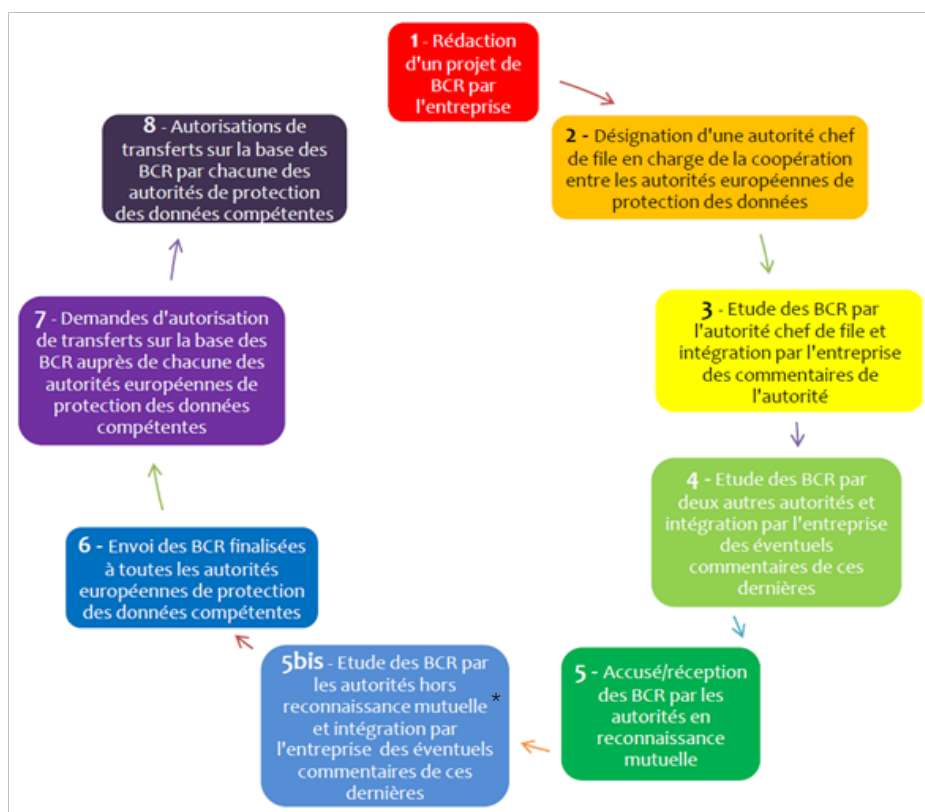 1 - Rédaction
d'un projet de
BCR par
l'entreprise
2 - Désignation d'une autorité chef
de file en charge de la coopération
entre les autorités européennes de
protection des données
3 - Etude des BCR par
l'autorité chef de file et
intégration par l'entreprise
des commentaires de
l'autorité
4 - Etude des BCR par
deux autres autorités et
intégration par l'entreprise
des éventuels
commentaires de ces
dernières
5 - Accusé/réception
des BCR par les
autorités en
reconnaissance
mutuelle
5bis - Etude des BCR par
les autorités hors
reconnaissance mutuelle *
et intégration par
l'entreprise des éventuels
commentaires de ces
dernières
6 - Envoi des BCR finalisées
à toutes les autorités
européennes de protection
des données compétentes
7 - Demandes d'autorisation
de transferts sur la base des
BCR auprès de chacune des
autorités européennes de
protection des données
compétentes
8 - Autorisations de
transferts sur la base des
BCR par chacune des
autorités de protection
des données compétentes